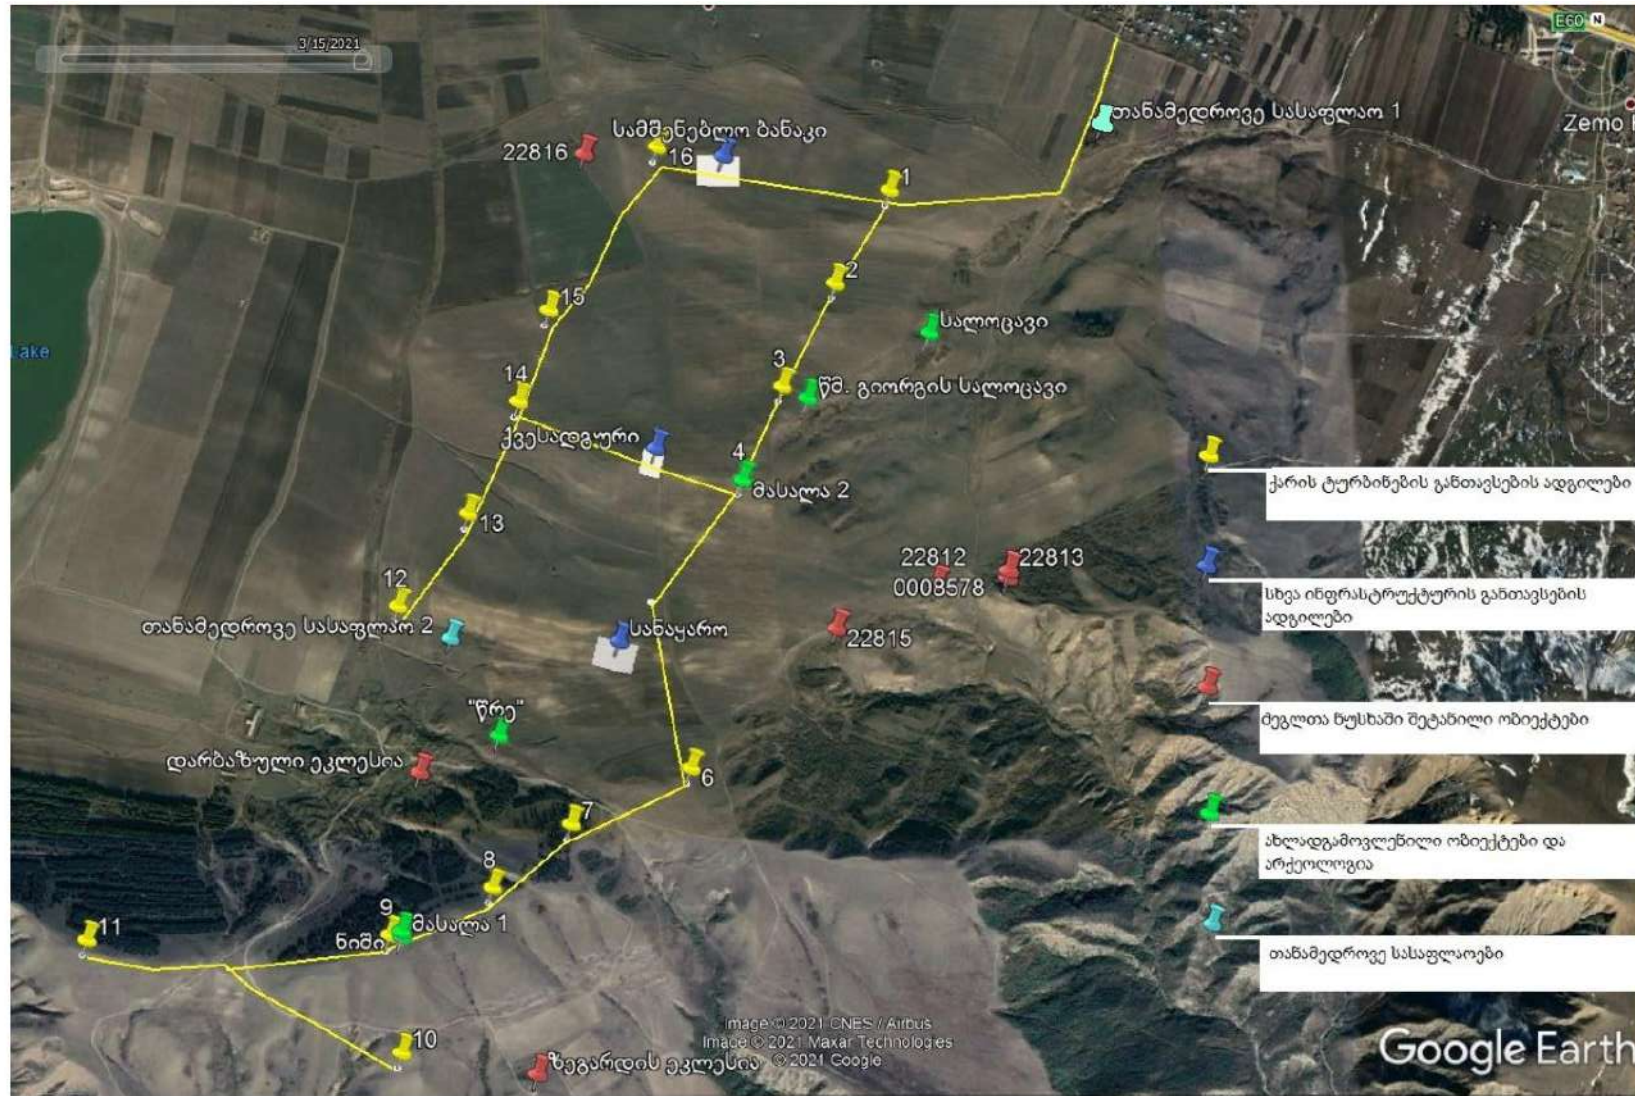 3/15/2021
E60
N
თანამედროვე სასაფლაო 1
სამშენებლო ბანაკი
22816
16
1
2
15
სალოცავი
3
14
წმ. გიორგის სალოცავი
ქვესადგური
4
მასალა 2
ქარის ტურბინების განთავსების ადგილები
13
22812
22813
0008578
12
სხვა ინფრასტრუქტურის განთავსების
ადგილები
თანამედროვე სასაფლაო 2
სანაყარო
22815
"წრე"
ძეგლთა ნუსხაში შეტანილი ობიექტები
დარბაზული ეკლესია
6
7
ახლადგამოვლენილი ობიექტები და
არქეოლოგია
8
9
მასალა 1
11
ნიში
თანამედროვე სასაფლაოები
10
Image © 2021 CNES / Airbus
Image © 2021 Maxar Technologies
© 2021 Google
ზეგარდის ეკლესია
Google Earth
Lake
Zemo